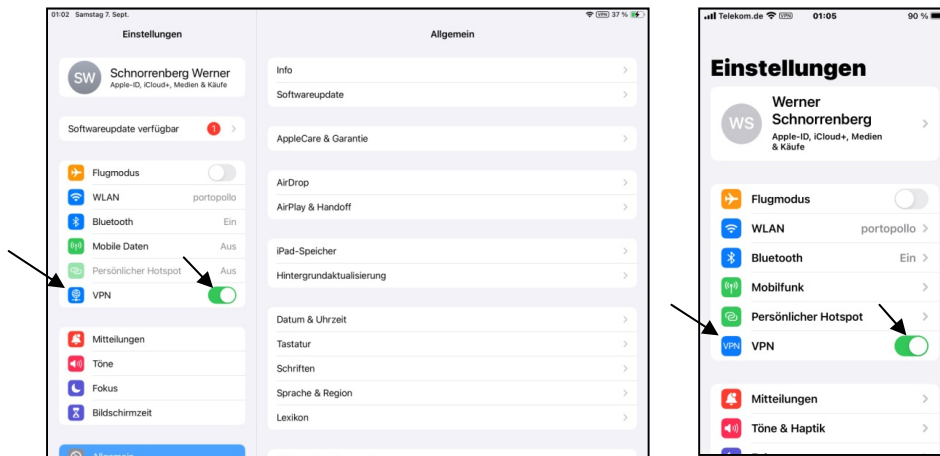 01:02 Samstag 7. Sept.
VPN 37 %
Einstellungen
SW
Schnorrenberg Werner
Apple-ID, iCloud+, Medien & Käufe
Softwareupdate verfügbar 1
Flugmodus
WLAN portopollo
Bluetooth Ein
Mobile Daten Aus
Persönlicher Hotspot Aus
VPN
Mitteilungen
Töne
Fokus
Bildschirmzeit
Allgemein
Allgemein
Info
Softwareupdate
AppleCare & Garantie
AirDrop
AirPlay & Handoff
iPad-Speicher
Hintergrundaktualisierung
Datum & Uhrzeit
Tastatur
Schriften
Sprache & Region
Lexikon
Telekom.de VPN 01:05 90 %
Einstellungen
WS
Werner
Schnorrenberg
Apple-ID, iCloud+, Medien
& Käufe
Flugmodus
WLAN portopollo
Bluetooth Ein
Mobilfunk
Persönlicher Hotspot
VPN VPN
Mitteilungen
Töne & Haptik